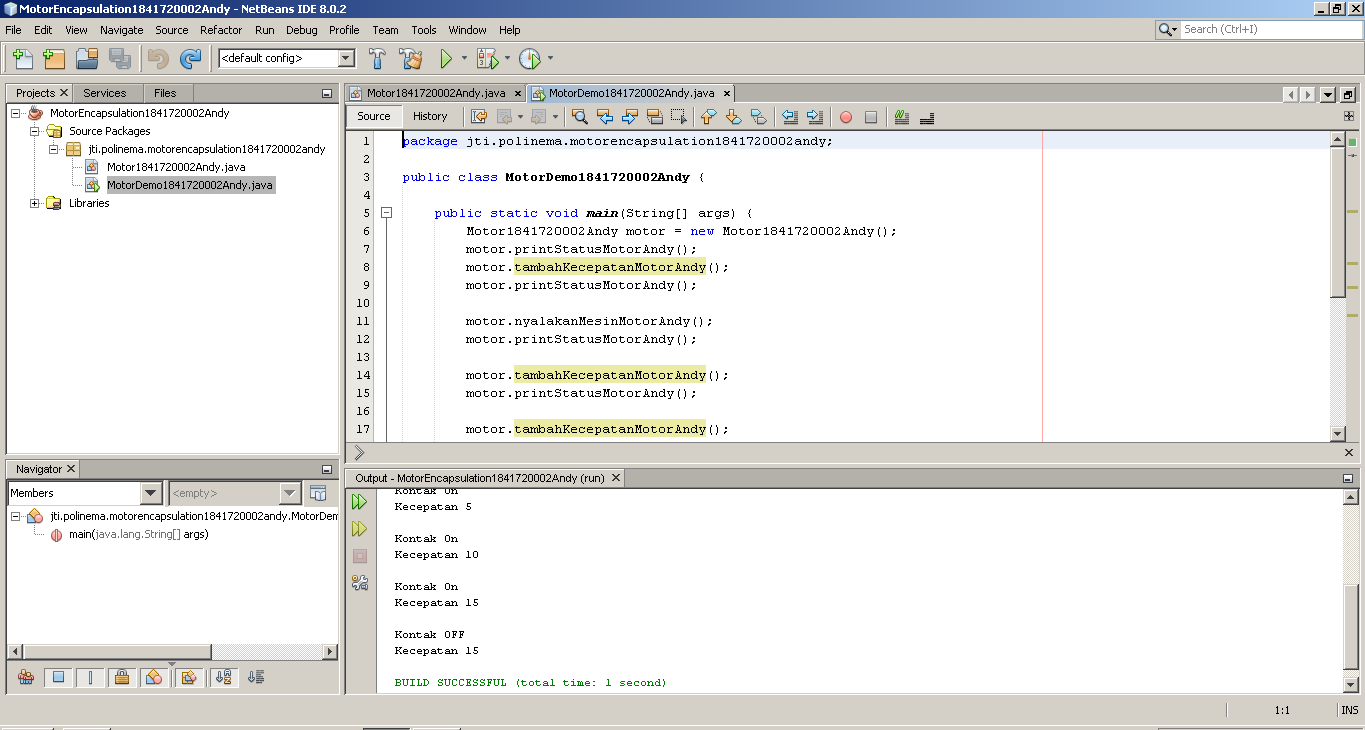 MotorEncapsulation1841720002Andy - NetBeans IDE 8.0.2
File Edit View Navigate Source Refactor Run Debug Profile Team Tools Window Help
Search (Ctrl+I)
<default config>
Projects Services Files
MotorEncapsulation1841720002Andy
Source Packages
jti.polinema.motorencapsulation1841720002andy
Motor1841720002Andy.java
MotorDemo1841720002Andy.java
Libraries
Motor1841720002Andy.java MotorDemo1841720002Andy.java
Source History
1 package jti.polinema.motorencapsulation1841720002andy;
2
3 public class MotorDemo1841720002Andy {
4
5 public static void main(String[] args) {
6 Motor1841720002Andy motor = new Motor1841720002Andy();
7 motor.printStatusMotorAndy();
8 motor.tambahKecepatanMotorAndy();
9 motor.printStatusMotorAndy();
10
11 motor.nyalakanMesinMotorAndy();
12 motor.printStatusMotorAndy();
13
14 motor.tambahKecepatanMotorAndy();
15 motor.printStatusMotorAndy();
16
17 motor.tambahKecepatanMotorAndy();
Navigator
Members <empty>
jti.polinema.motorencapsulation1841720002andy.MotorDem
main(java.lang.String[] args)
Output - MotorEncapsulation1841720002Andy (run)
Kontak On
Kecepatan 5
Kontak On
Kecepatan 10
Kontak On
Kecepatan 15
Kontak OFF
Kecepatan 15
BUILD SUCCESSFUL (total time: 1 second)
1:1 INS